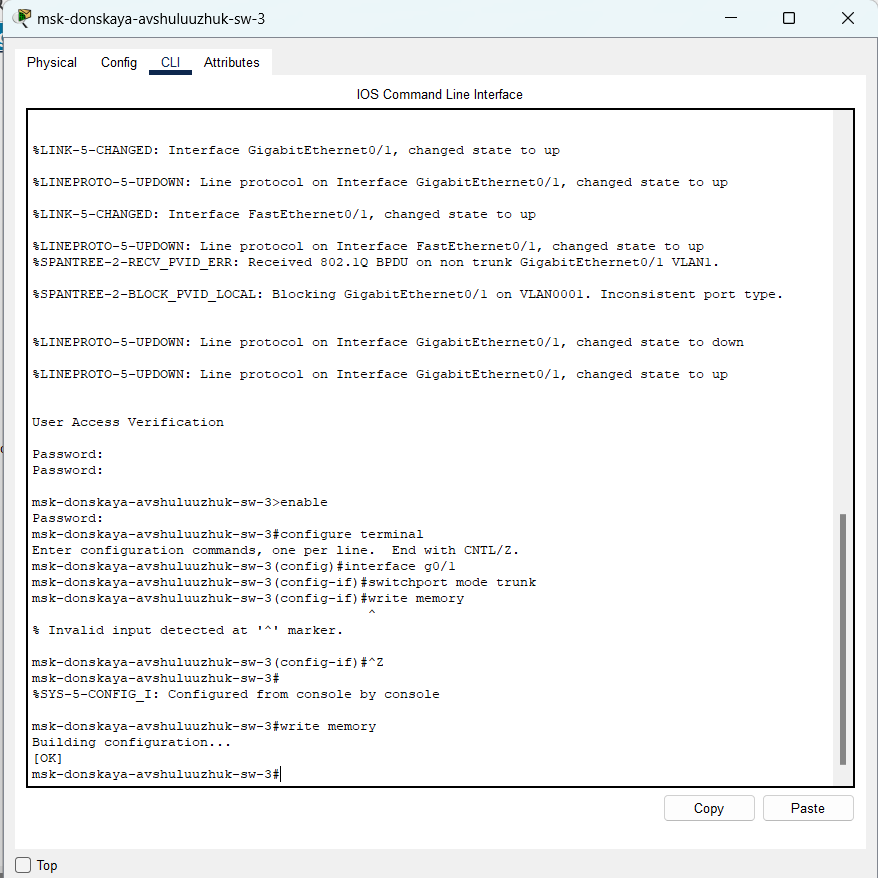 msk-donskaya-avshuluuzhuk-sw-3
Physical Config CLI Attributes
IOS Command Line Interface
%LINK-5-CHANGED: Interface GigabitEthernet0/1, changed state to up
%LINEPROTO-5-UPDOWN: Line protocol on Interface GigabitEthernet0/1, changed state to up
%LINK-5-CHANGED: Interface FastEthernet0/1, changed state to up
%LINEPROTO-5-UPDOWN: Line protocol on Interface FastEthernet0/1, changed state to up
%SPANTREE-2-RECV_PVID_ERR: Received 802.1Q BPDU on non trunk GigabitEthernet0/1 VLAN1.
%SPANTREE-2-BLOCK_PVID_LOCAL: Blocking GigabitEthernet0/1 on VLAN0001. Inconsistent port type.
%LINEPROTO-5-UPDOWN: Line protocol on Interface GigabitEthernet0/1, changed state to down
%LINEPROTO-5-UPDOWN: Line protocol on Interface GigabitEthernet0/1, changed state to up
User Access Verification
Password:
Password:
msk-donskaya-avshuluuzhuk-sw-3>enable
Password:
msk-donskaya-avshuluuzhuk-sw-3#configure terminal
Enter configuration commands, one per line.  End with CNTL/Z.
msk-donskaya-avshuluuzhuk-sw-3(config)#interface g0/1
msk-donskaya-avshuluuzhuk-sw-3(config-if)#switchport mode trunk
msk-donskaya-avshuluuzhuk-sw-3(config-if)#write memory
^
% Invalid input detected at '^' marker.
msk-donskaya-avshuluuzhuk-sw-3(config-if)#^Z
msk-donskaya-avshuluuzhuk-sw-3#
%SYS-5-CONFIG_I: Configured from console by console
msk-donskaya-avshuluuzhuk-sw-3#write memory
Building configuration...
[OK]
msk-donskaya-avshuluuzhuk-sw-3#
Copy Paste
Top